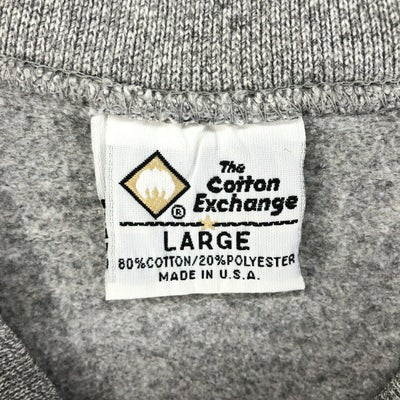 The
Cotton
Exchange
®
LARGE
80%COTTON/20%POLYESTER
MADE IN U.S.A.